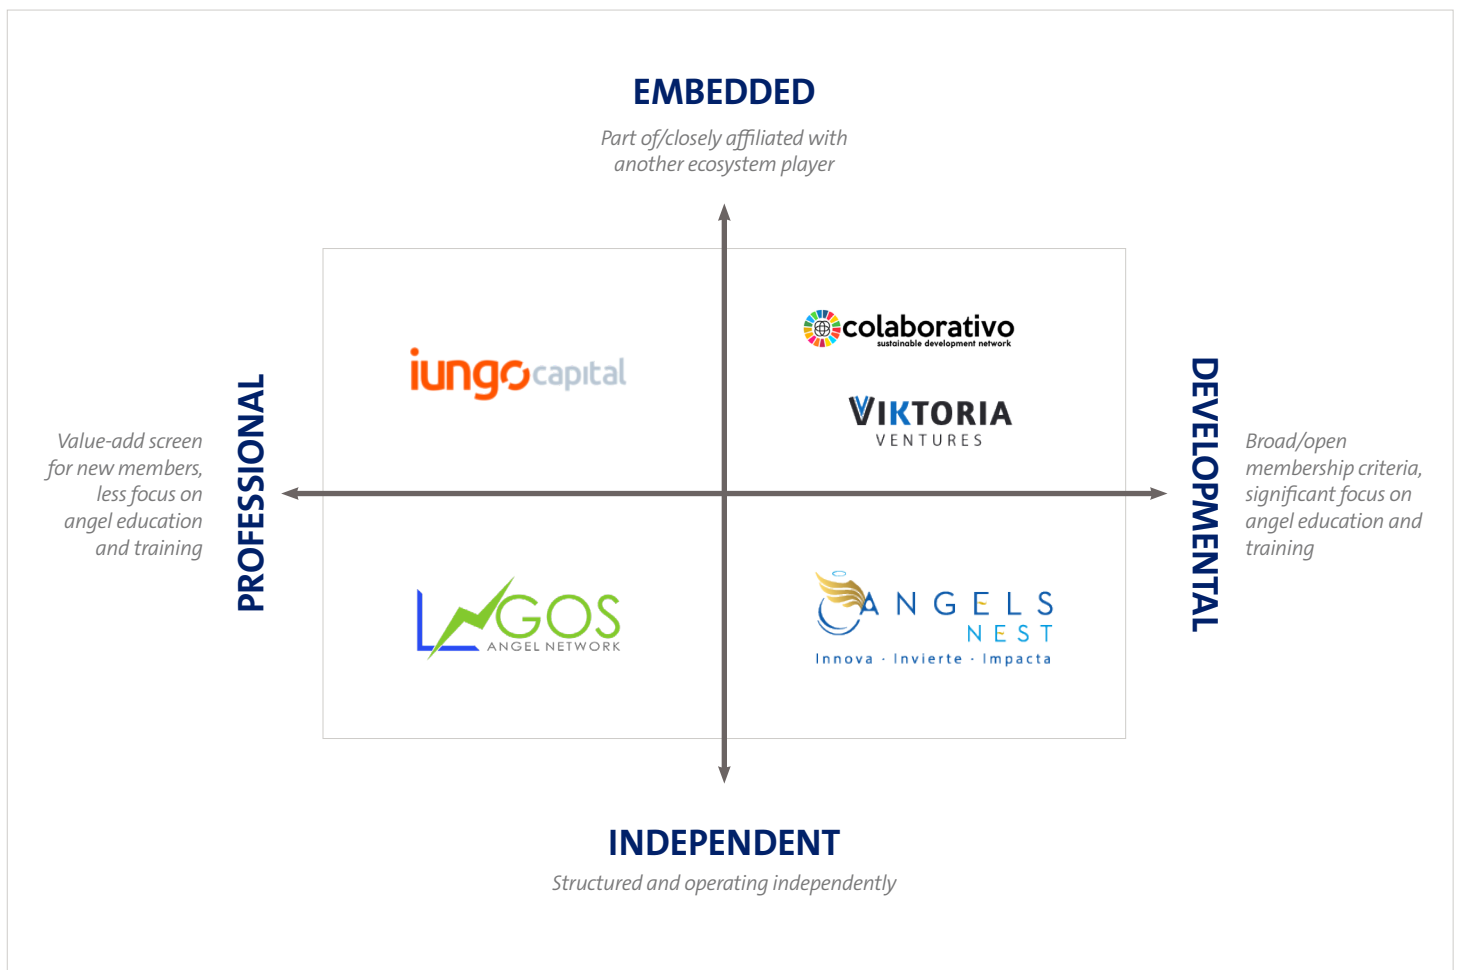 EMBEDDED
Part of/closely affiliated with
another ecosystem player
iungo capital
colaborativo
sustainable development network
VIKTORIA
VENTURES
PROFESSIONAL
Value-add screen
for new members,
less focus on
angel education
and training
DEVELOPMENTAL
Broad/open
membership criteria,
significant focus on
angel education and
training
LAGOS
ANGEL NETWORK
ANGELS
NEST
Innova · Invierte · Impacta
INDEPENDENT
Structured and operating independently